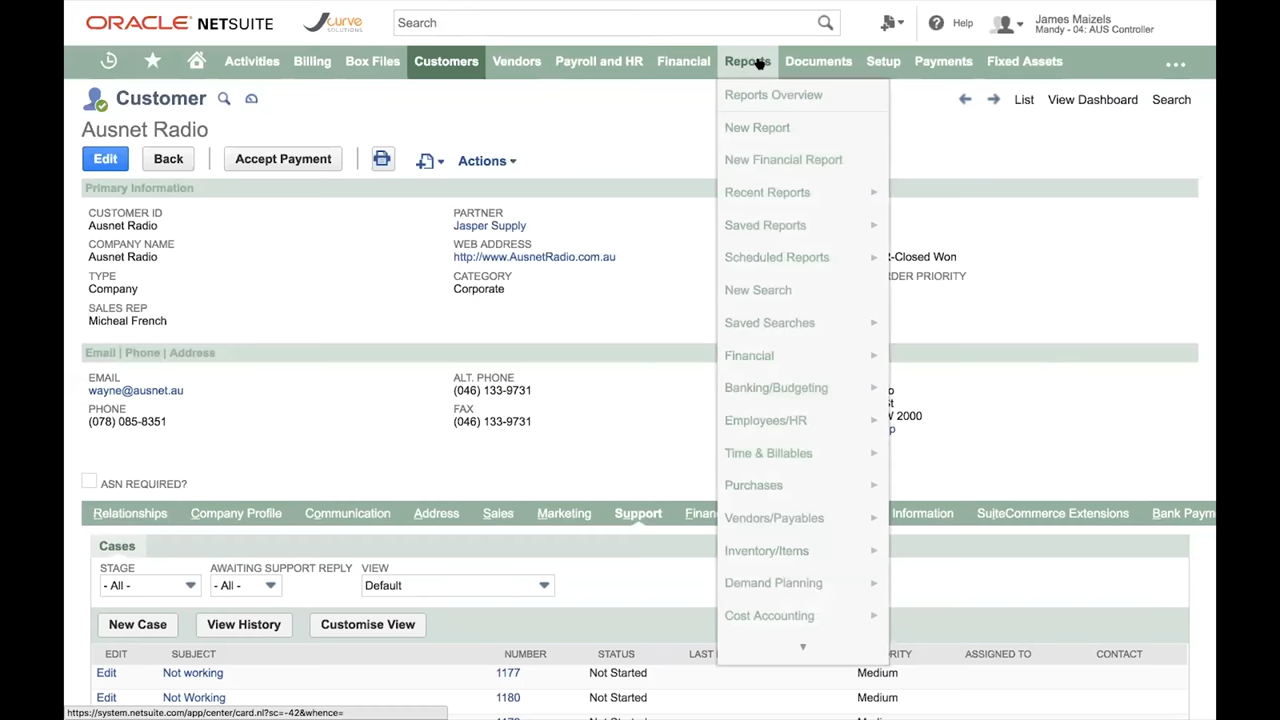 ORACLE NETSUITE
curve SOLUTIONS
Search
Help
James Maizels
Mandy - 04: AUS Controller
Activities Billing Box Files Customers Vendors Payroll and HR Financial Reports Documents Setup Payments Fixed Assets
Customer
List View Dashboard Search
Ausnet Radio
Edit Back Accept Payment Actions
Primary Information
CUSTOMER ID
Ausnet Radio
COMPANY NAME
Ausnet Radio
TYPE
Company
SALES REP
Micheal French
PARTNER
Jasper Supply
WEB ADDRESS
http://www.AusnetRadio.com.au
CATEGORY
Corporate
-Closed Won
RDER PRIORITY
Email | Phone | Address
EMAIL
wayne@ausnet.au
PHONE
(078) 085-8351
ALT. PHONE
(046) 133-9731
FAX
(046) 133-9731
2000
ASN REQUIRED?
Reports Overview
New Report
New Financial Report
Recent Reports
Saved Reports
Scheduled Reports
New Search
Saved Searches
Financial
Banking/Budgeting
Employees/HR
Time & Billables
Purchases
Vendors/Payables
Inventory/Items
Demand Planning
Cost Accounting
Relationships Company Profile Communication Address Sales Marketing Support Finan Information SuiteCommerce Extensions Bank Paym
Cases
STAGE AWAITING SUPPORT REPLY VIEW
- All - - All - Default
New Case View History Customise View
EDIT SUBJECT NUMBER STATUS LAST RITY ASSIGNED TO CONTACT
Edit Not working 1177 Not Started Medium
Edit Not Working 1180 Not Started Medium
https://system.netsuite.com/app/center/card.nl?sc=-42&whence=